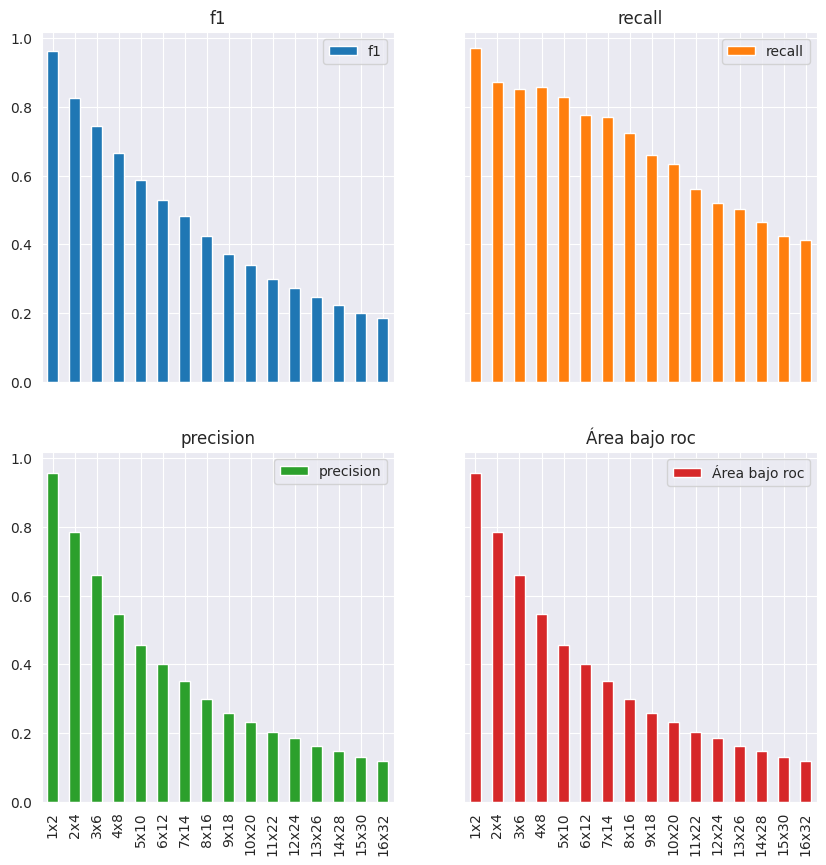 f1
recall
1.0
0.8
0.6
0.4
0.2
0.0
f1
recall
precision
Área bajo roc
1.0
0.8
0.6
0.4
0.2
0.0
precision
Área bajo roc
1x2 2x4 3x6 4x8 5x10 6x12 7x14 8x16 9x18 10x20 11x22 12x24 13x26 14x28 15x30 16x32
1x2 2x4 3x6 4x8 5x10 6x12 7x14 8x16 9x18 10x20 11x22 12x24 13x26 14x28 15x30 16x32